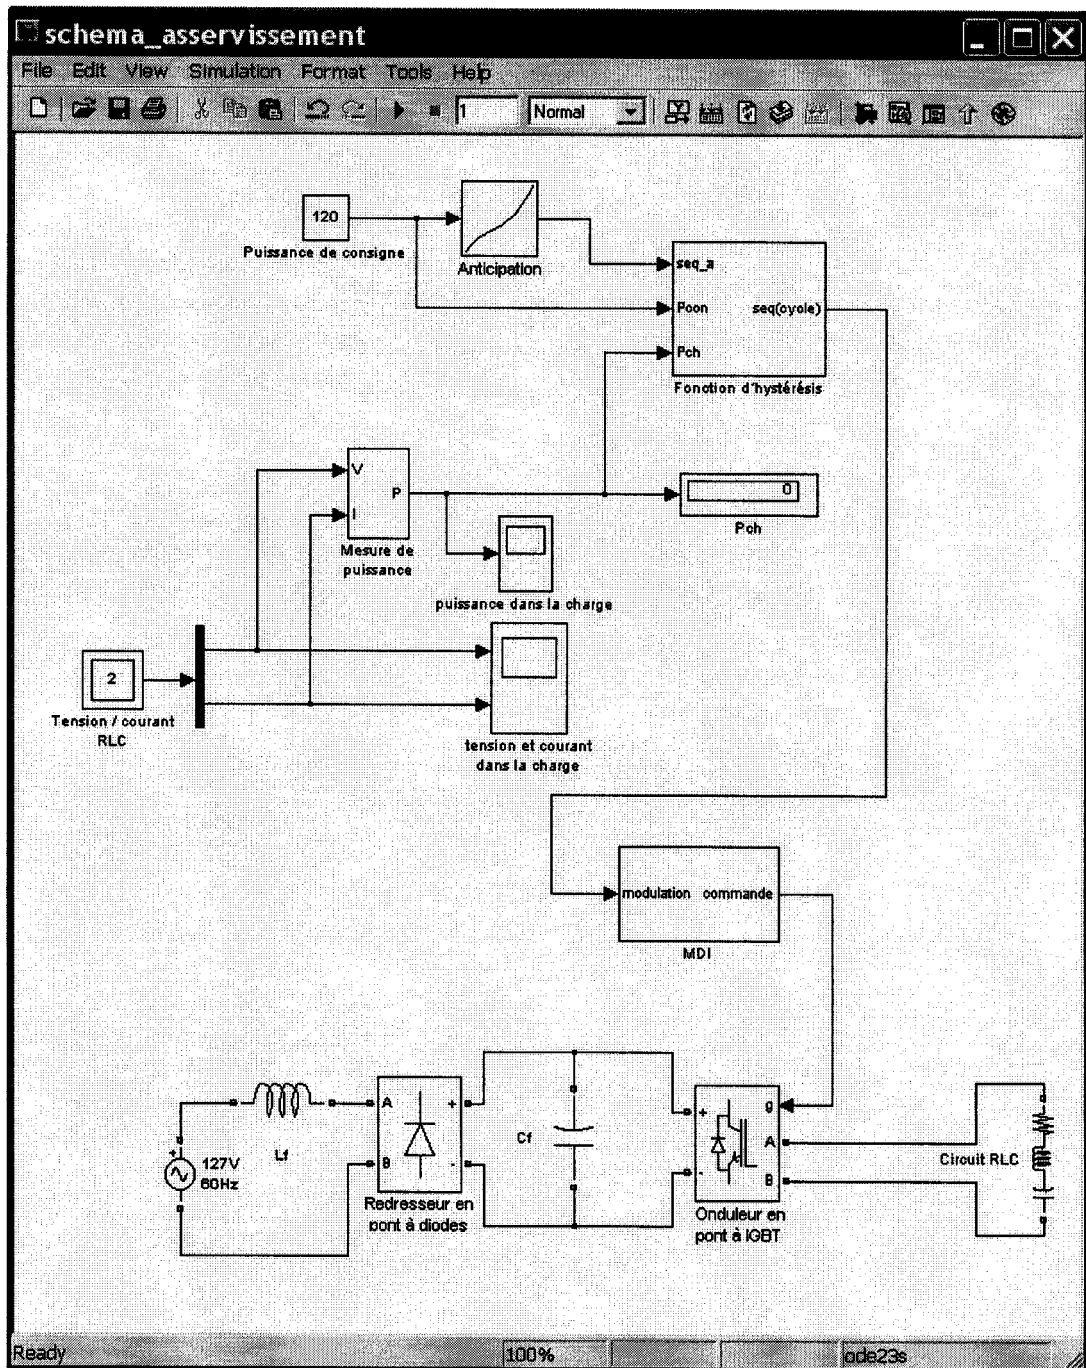 schema_asservissement
File Edit View Simulation Format Tools Help
1 Normal
120
Puissance de consigne
Anticipation
seq_a
Pcon seq(cycle)
Pch
Fonction d'hystérésis
V
P
I
Mesure de
puissance
0
Pch
puissance dans la charge
2
Tension / courant
RLC
tension et courant
dans la charge
modulation commande
MDI
A +
B -
Lf
127V
60Hz
Redresseur en
pont à diodes
Cf
+ g
A
- B
Onduleur en
pont à IGBT
Circuit RLC
Ready 100% ode23s